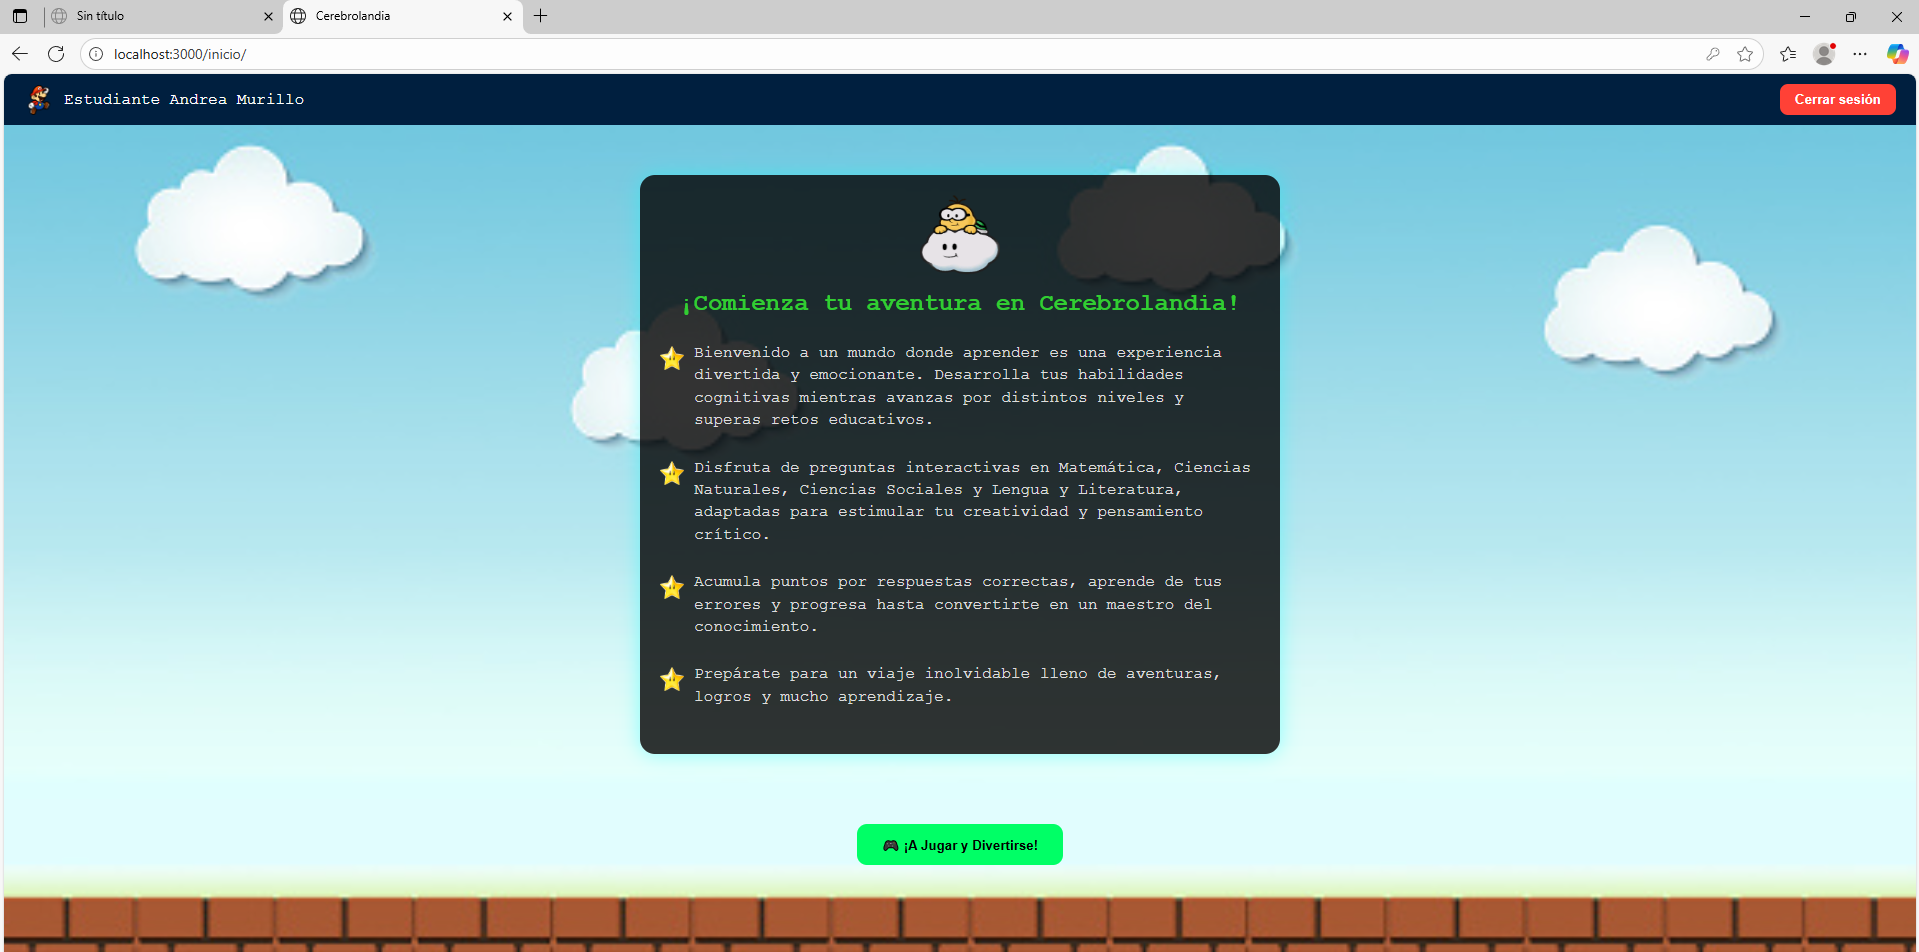 Sin título
Cerebrolandia
localhost:3000/inicio/
Estudiante Andrea Murillo
Cerrar sesión
¡Comienza tu aventura en Cerebrolandia!
Bienvenido a un mundo donde aprender es una experiencia
divertida y emocionante. Desarrolla tus habilidades
cognitivas mientras avanzas por distintos niveles y
superas retos educativos.
Disfruta de preguntas interactivas en Matemática, Ciencias
Naturales, Ciencias Sociales y Lengua y Literatura,
adaptadas para estimular tu creatividad y pensamiento
crítico.
Acumula puntos por respuestas correctas, aprende de tus
errores y progresa hasta convertirte en un maestro del
conocimiento.
Prepárate para un viaje inolvidable lleno de aventuras,
logros y mucho aprendizaje.
🎮 ¡A Jugar y Divertirse!